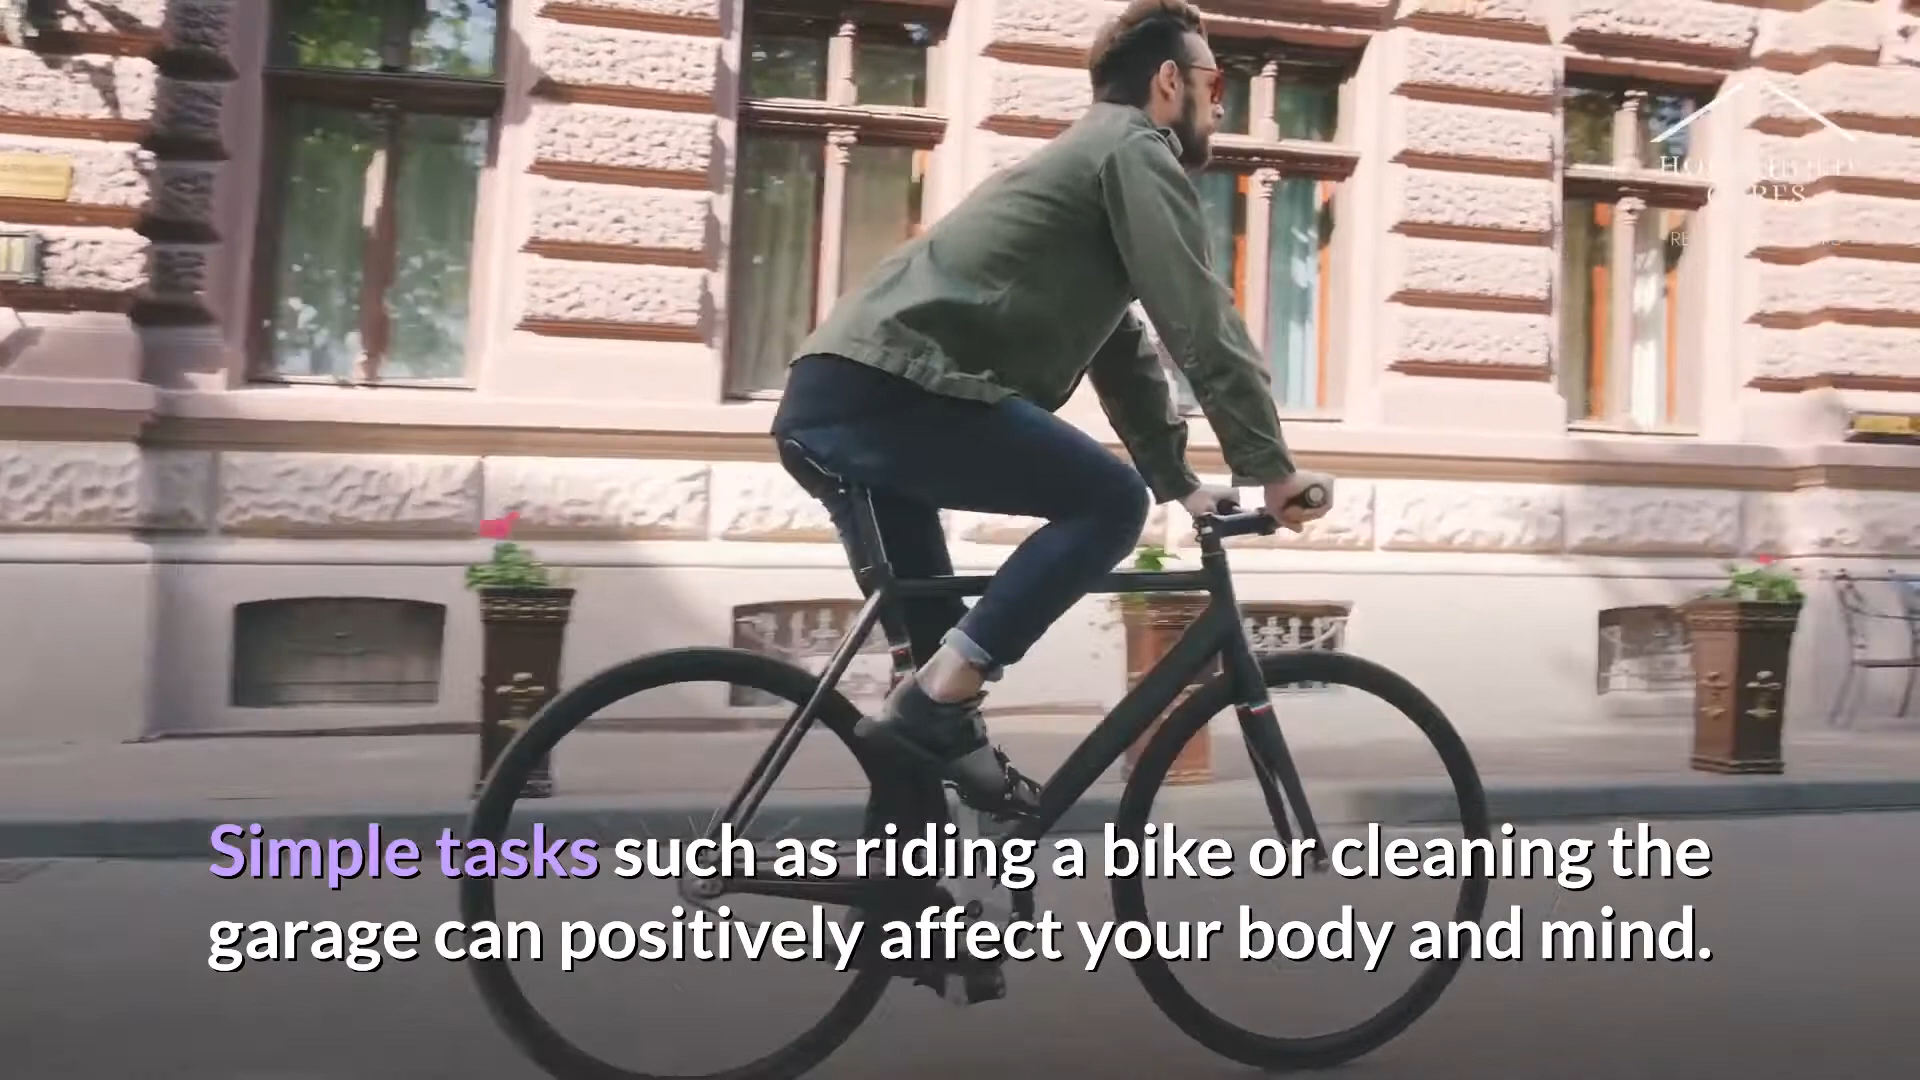 Simple tasks such as riding a bike or cleaning the
garage can positively affect your body and mind.